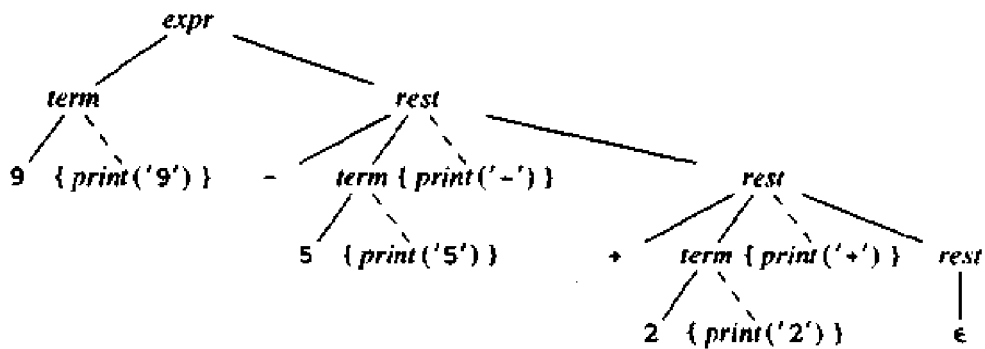 expr
term rest
9 { print('9') } - term { print('-') } rest
5 { print('5') } + term { print('+') } rest
2 { print('2') } ϵ